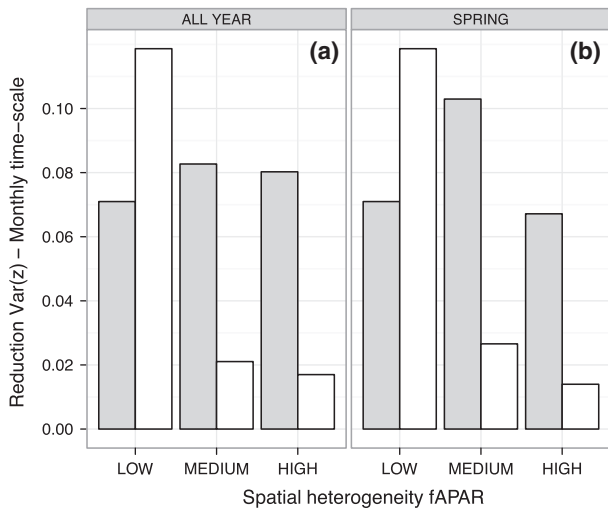 ALL YEAR
SPRING
(a)
(b)
Reduction Var(z) − Monthly time−scale
0.10
0.08
0.06
0.04
0.02
0.00
LOW
MEDIUM
HIGH
LOW
MEDIUM
HIGH
Spatial heterogeneity fAPAR